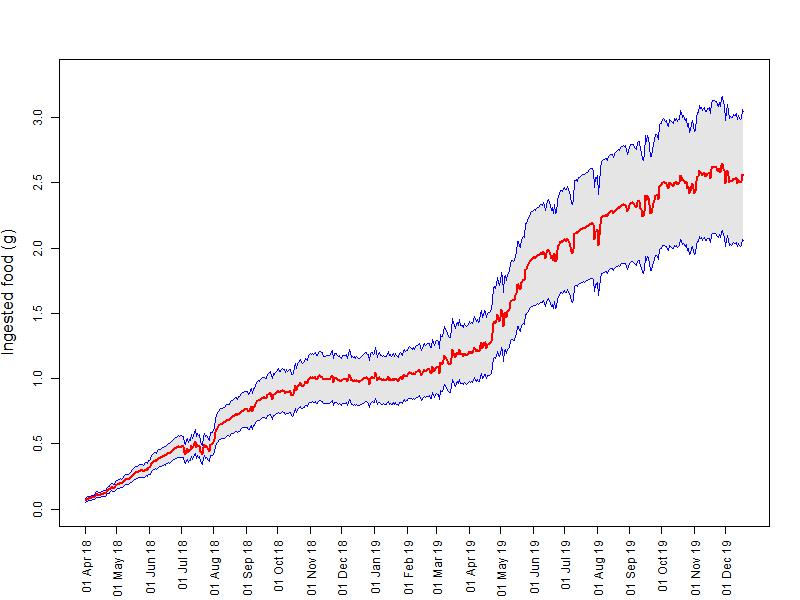 Ingested food (g)
3.0
2.5
2.0
1.5
1.0
0.5
0.0
01 Apr 18
01 May 18
01 Jun 18
01 Jul 18
01 Aug 18
01 Sep 18
01 Oct 18
01 Nov 18
01 Dec 18
01 Jan 19
01 Feb 19
01 Mar 19
01 Apr 19
01 May 19
01 Jun 19
01 Jul 19
01 Aug 19
01 Sep 19
01 Oct 19
01 Nov 19
01 Dec 19